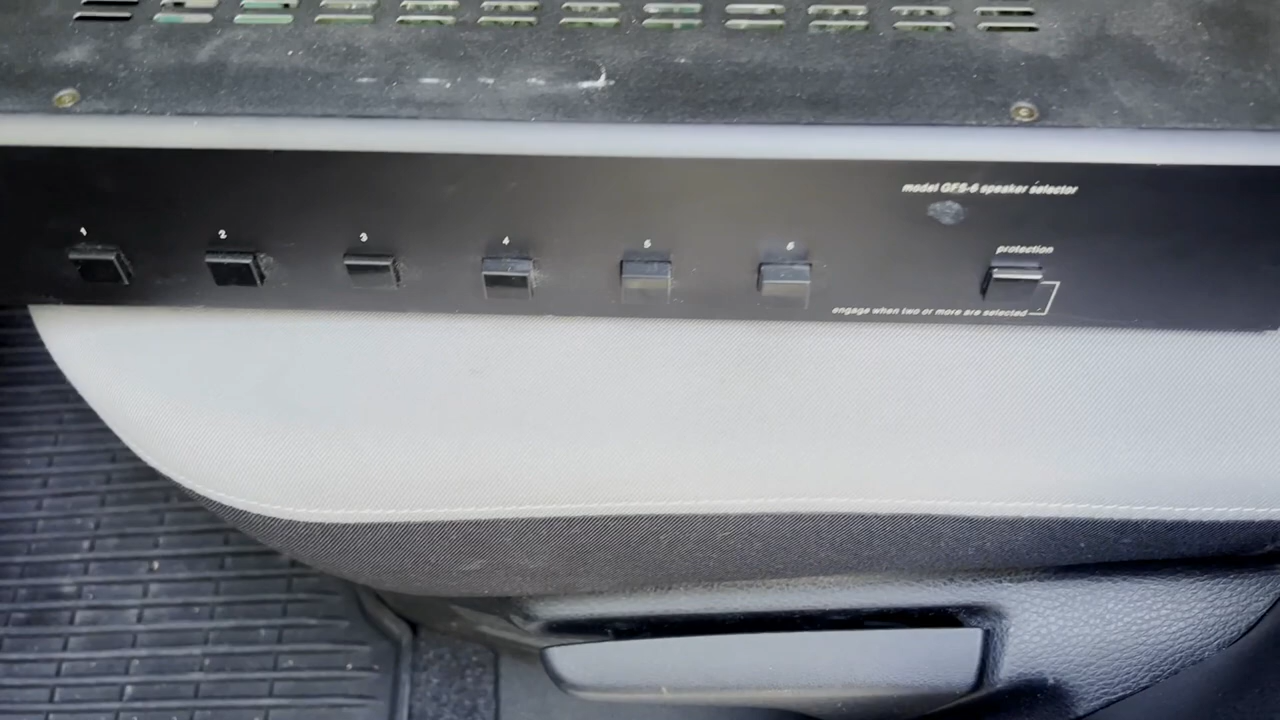 model GFS-6 speaker selector
1
2
3
4
5
6
protection
engage when two or more are selected